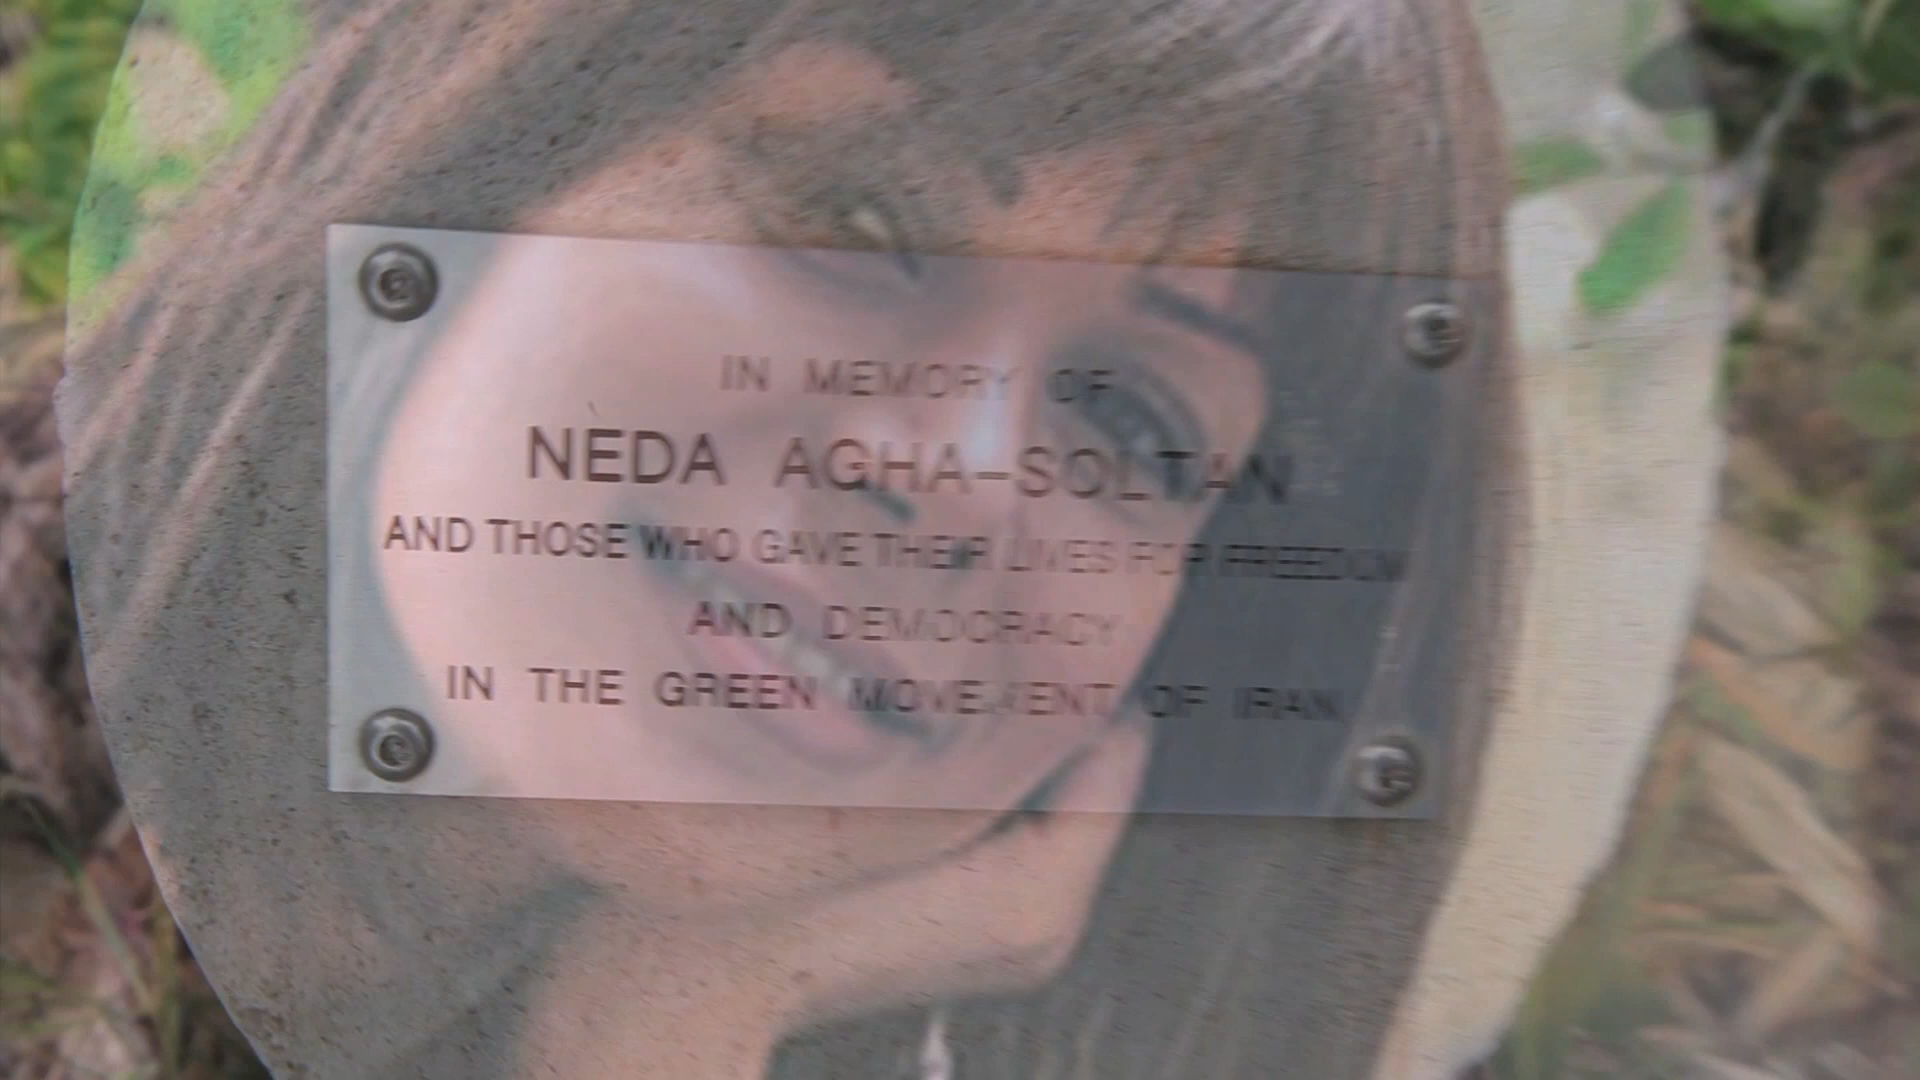 IN MEMORY OF
NEDA AGHA-SOLTAN
AND THOSE WHO GAVE THEIR LIVES FOR FREEDOM
AND DEMOCRACY
IN THE GREEN MOVEMENT OF IRAN